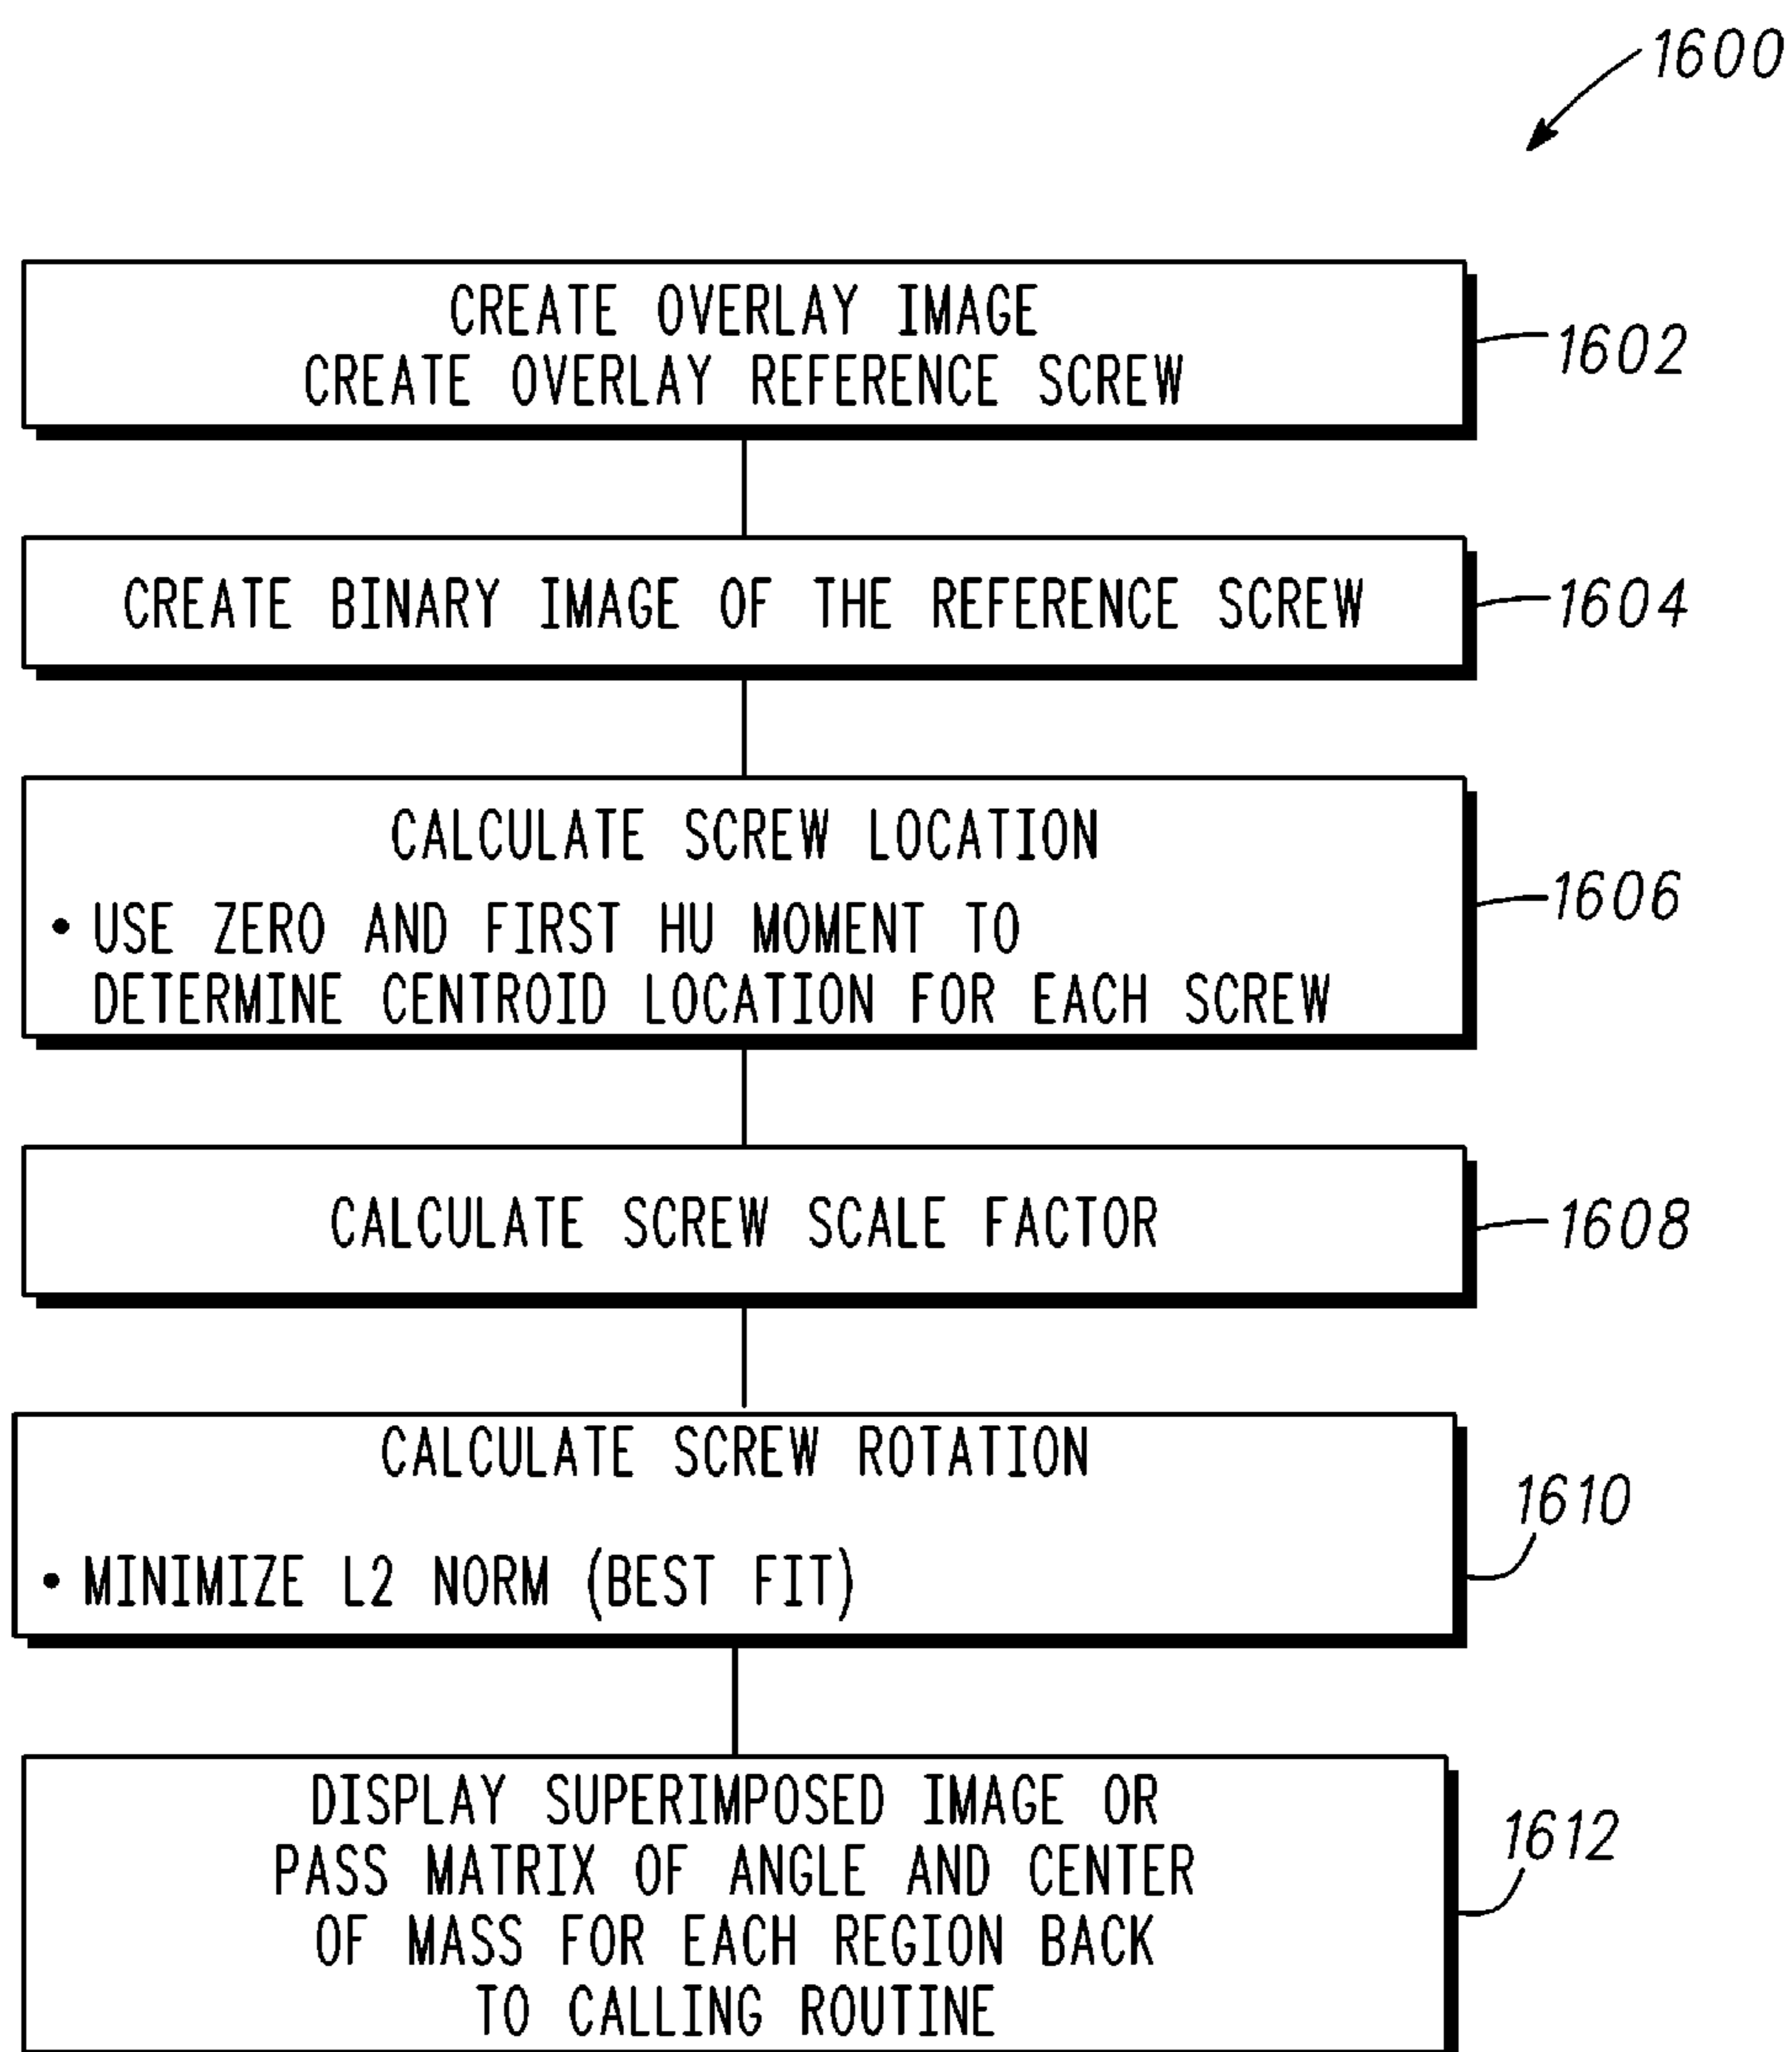 1600
CREATE OVERLAY IMAGE
CREATE OVERLAY REFERENCE SCREW
1602
CREATE BINARY IMAGE OF THE REFERENCE SCREW
1604
CALCULATE SCREW LOCATION
• USE ZERO AND FIRST HU MOMENT TO
DETERMINE CENTROID LOCATION FOR EACH SCREW
1606
CALCULATE SCREW SCALE FACTOR
1608
CALCULATE SCREW ROTATION
• MINIMIZE L2 NORM (BEST FIT)
1610
DISPLAY SUPERIMPOSED IMAGE OR
PASS MATRIX OF ANGLE AND CENTER
OF MASS FOR EACH REGION BACK
TO CALLING ROUTINE
1612